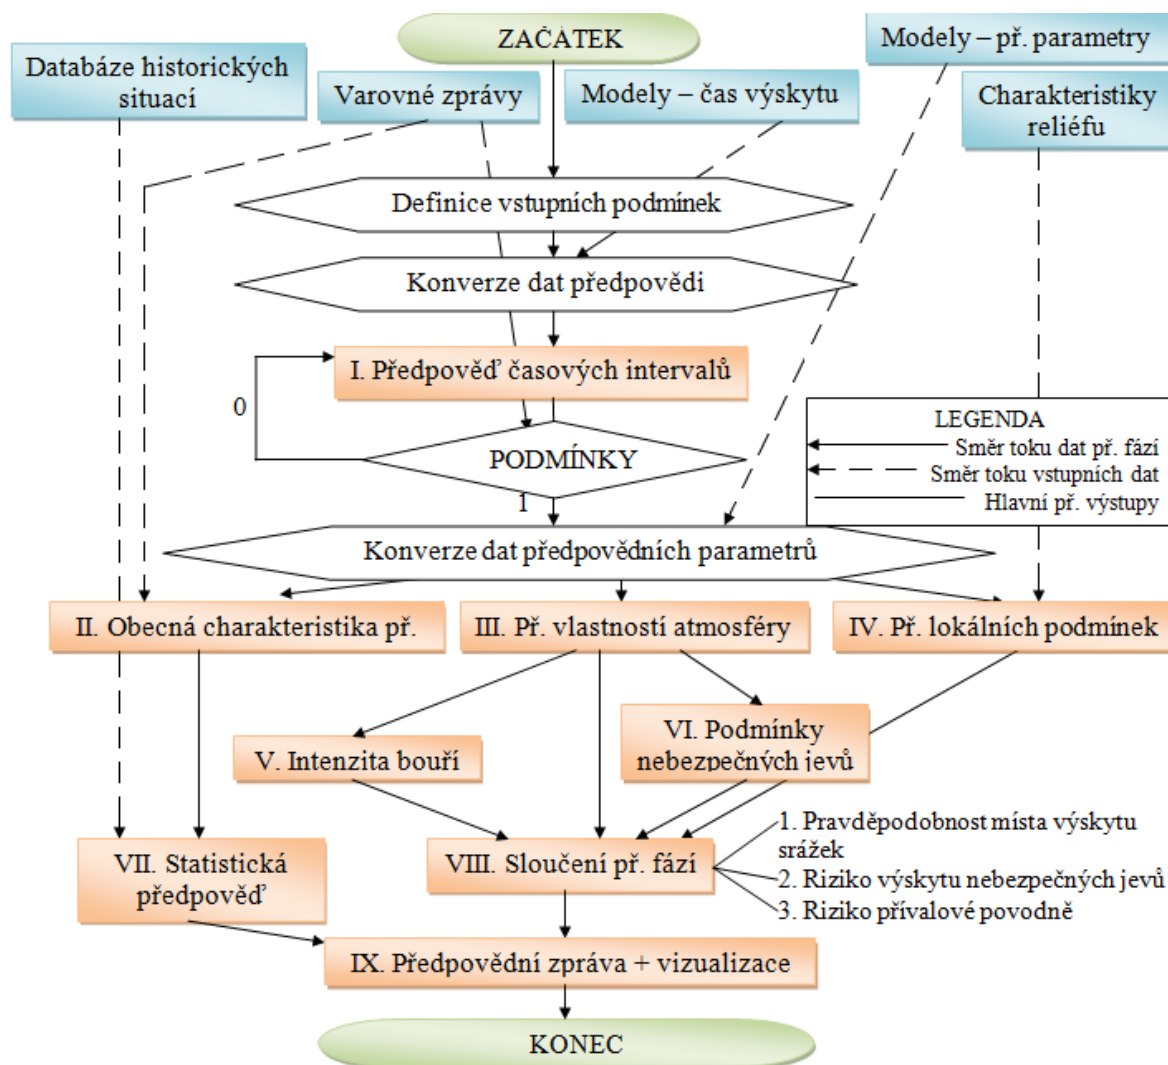 ZAČÁTEK
Modely – př. parametry
Databáze historických
situací
Varovné zprávy
Modely – čas výskytu
Charakteristiky
reliéfu
Definice vstupních podmínek
Konverze dat předpovědi
I. Předpověď časových intervalů
0
PODMÍNKY
1
LEGENDA
Směr toku dat př. fází
Směr toku vstupních dat
Hlavní př. výstupy
Konverze dat předpovědních parametrů
II. Obecná charakteristika př.
III. Př. vlastností atmosféry
IV. Př. lokálních podmínek
V. Intenzita bouří
VI. Podmínky
nebezpečných jevů
VII. Statistická
předpověď
VIII. Sloučení př. fází
1. Pravděpodobnost místa výskytu
srážek
2. Riziko výskytu nebezpečných jevů
3. Riziko přívalové povodně
IX. Předpovědní zpráva + vizualizace
KONEC